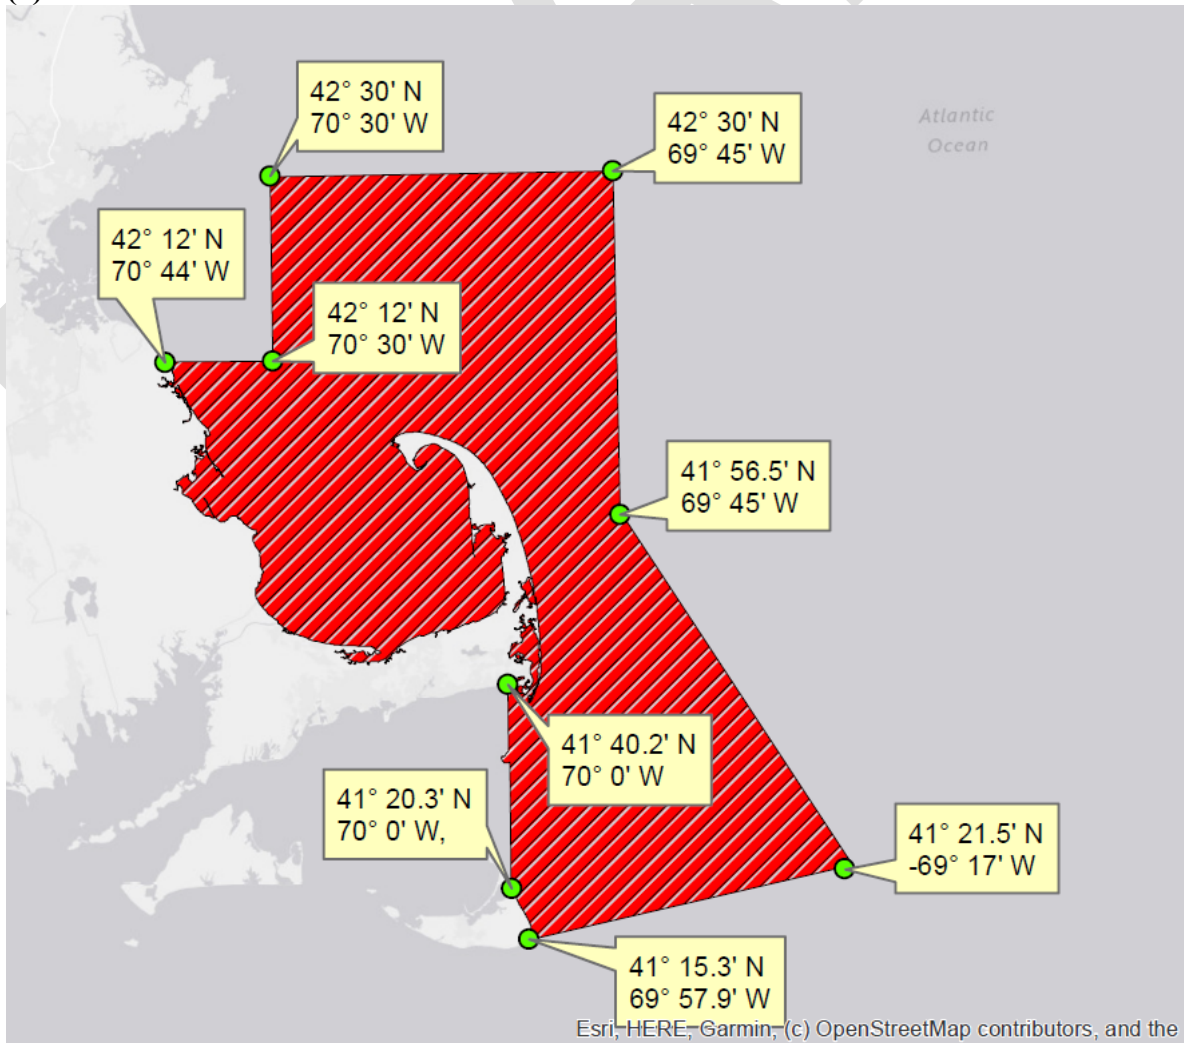 42° 30' N
70° 30' W
42° 30' N
69° 45' W
Atlantic
Ocean
42° 12' N
70° 44' W
42° 12' N
70° 30' W
41° 56.5' N
69° 45' W
41° 40.2' N
70° 0' W
41° 20.3' N
70° 0' W,
41° 21.5' N
-69° 17' W
41° 15.3' N
69° 57.9' W
Esri, HERE, Garmin, (c) OpenStreetMap contributors, and the